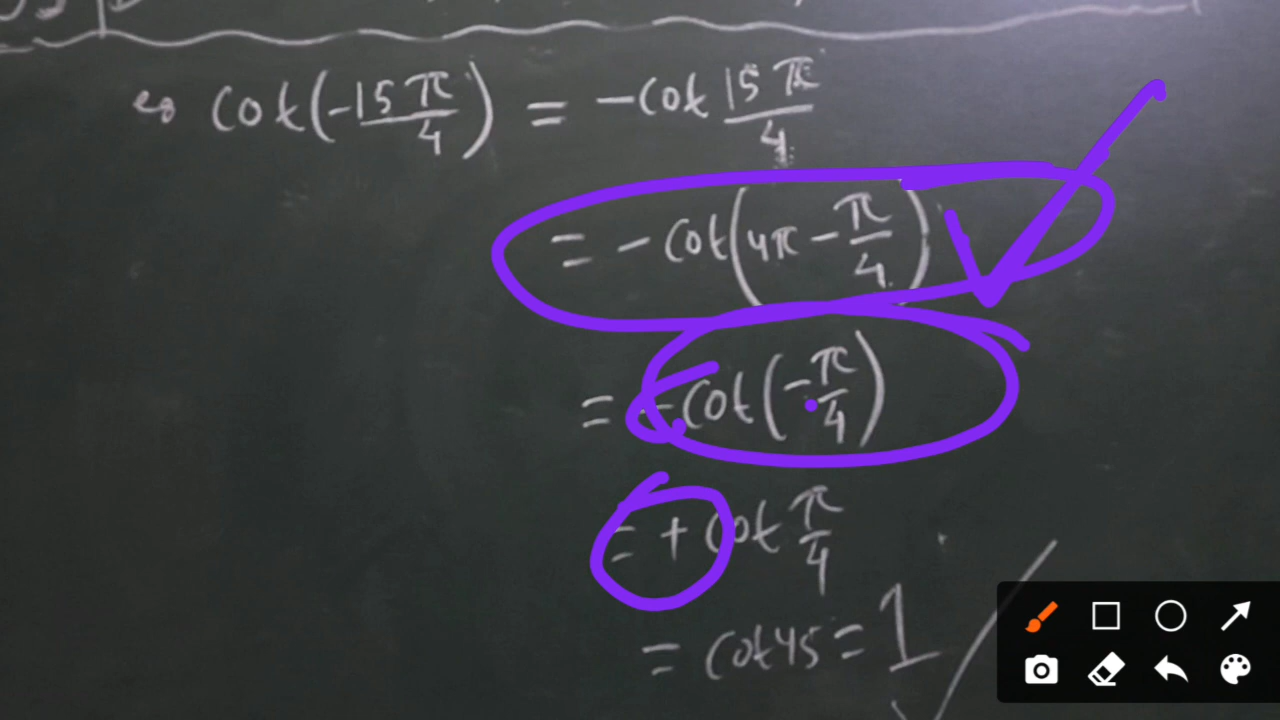 cot(-15π/4) = -cot 15π/4
= -cot(4π - π/4)
= -cot(-π/4)
= +cot π/4
= cot45 = 1